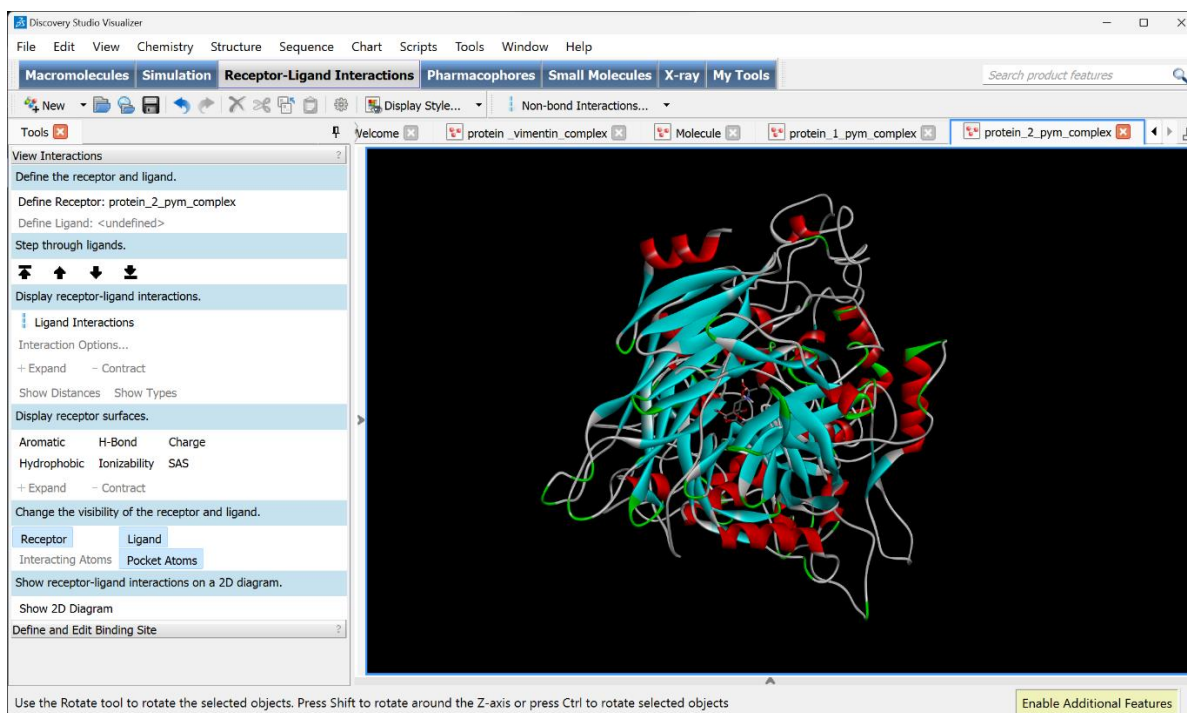 Discovery Studio Visualizer
File Edit View Chemistry Structure Sequence Chart Scripts Tools Window Help
Macromolecules Simulation Receptor-Ligand Interactions Pharmacophores Small Molecules X-ray My Tools Search product features
New Display Style... Non-bond Interactions...
Tools Welcome protein _vimentin_complex Molecule protein_1_pym_complex protein_2_pym_complex
View Interactions ?
Define the receptor and ligand.
Define Receptor: protein_2_pym_complex
Define Ligand: <undefined>
Step through ligands.
Display receptor-ligand interactions.
Ligand Interactions
Interaction Options...
+ Expand - Contract
Show Distances Show Types
Display receptor surfaces.
Aromatic H-Bond Charge
Hydrophobic Ionizability SAS
+ Expand - Contract
Change the visibility of the receptor and ligand.
Receptor Ligand
Interacting Atoms Pocket Atoms
Show receptor-ligand interactions on a 2D diagram.
Show 2D Diagram
Define and Edit Binding Site ?
Use the Rotate tool to rotate the selected objects. Press Shift to rotate around the Z-axis or press Ctrl to rotate selected objects Enable Additional Features